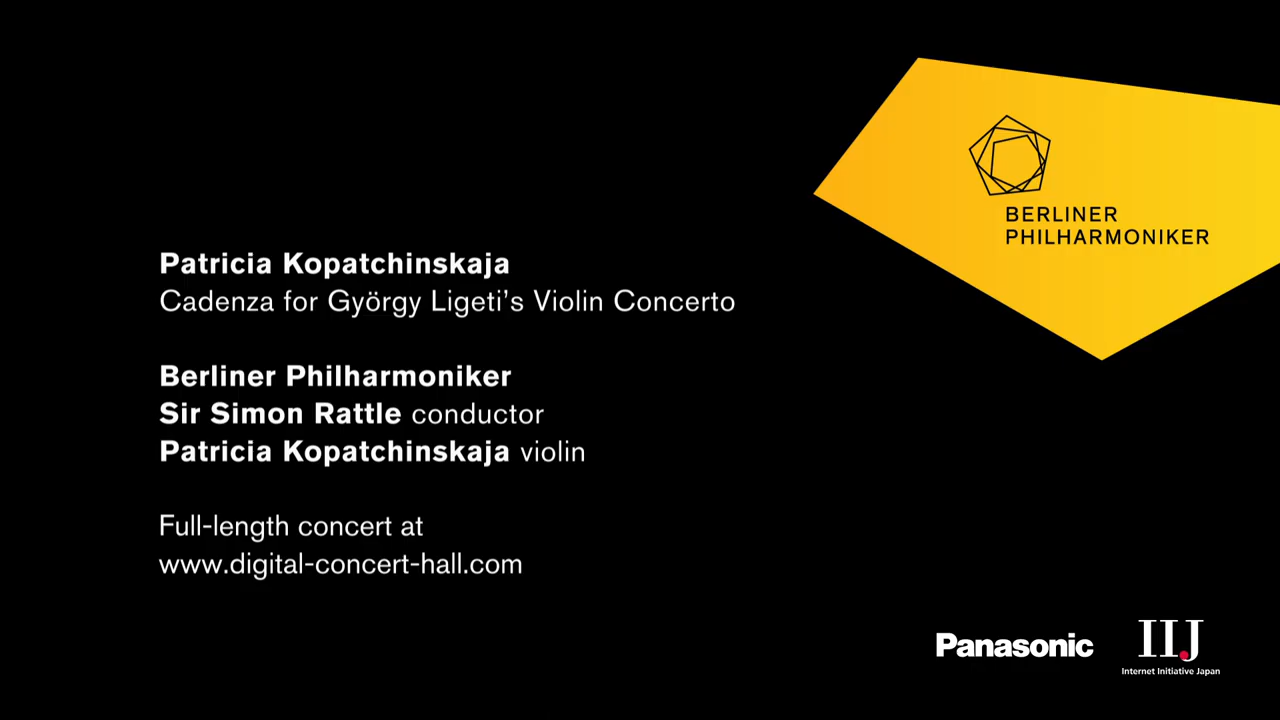 BERLINER
PHILHARMONIKER
Patricia Kopatchinskaja
Cadenza for György Ligeti’s Violin Concerto
Berliner Philharmoniker
Sir Simon Rattle conductor
Patricia Kopatchinskaja violin
Full-length concert at
www.digital-concert-hall.com
Panasonic
IIJ
Internet Initiative Japan